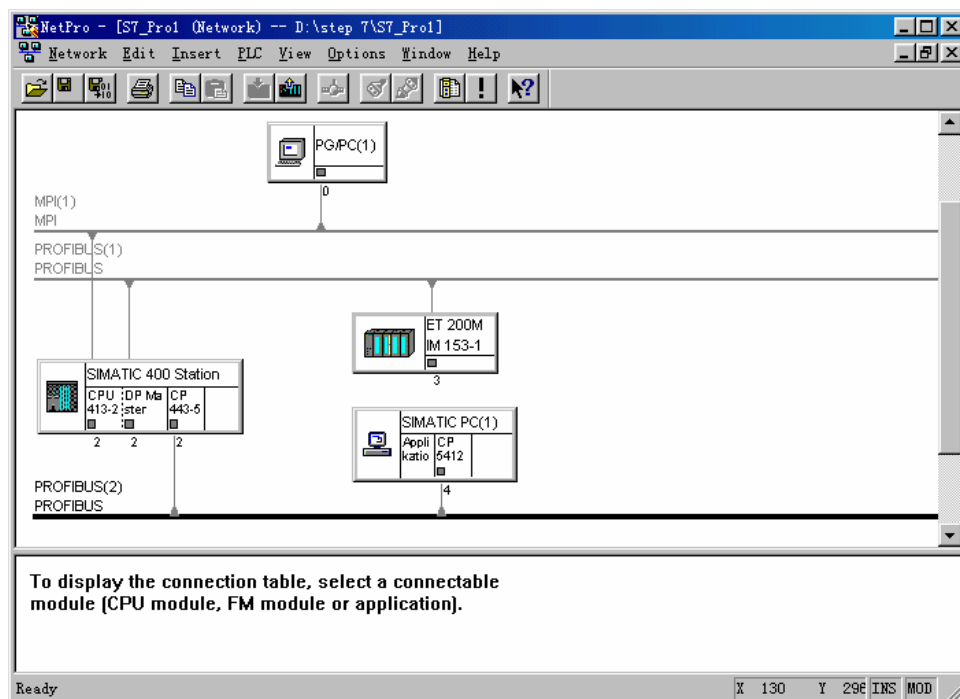 NetPro - [S7_Pro1 (Network) -- D:\step 7\S7_Pro1]
Network Edit Insert PLC View Options Window Help
PG/PC(1)
0
MPI(1)
MPI
PROFIBUS(1)
PROFIBUS
ET 200M
IM 153-1
3
SIMATIC 400 Station
CPU DP Ma CP
413-2 ster 443-5
2 2 2
SIMATIC PC(1)
Appli CP
katio 5412
4
PROFIBUS(2)
PROFIBUS
To display the connection table, select a connectable
module (CPU module, FM module or application).
Ready X 130 Y 296 INS MOD